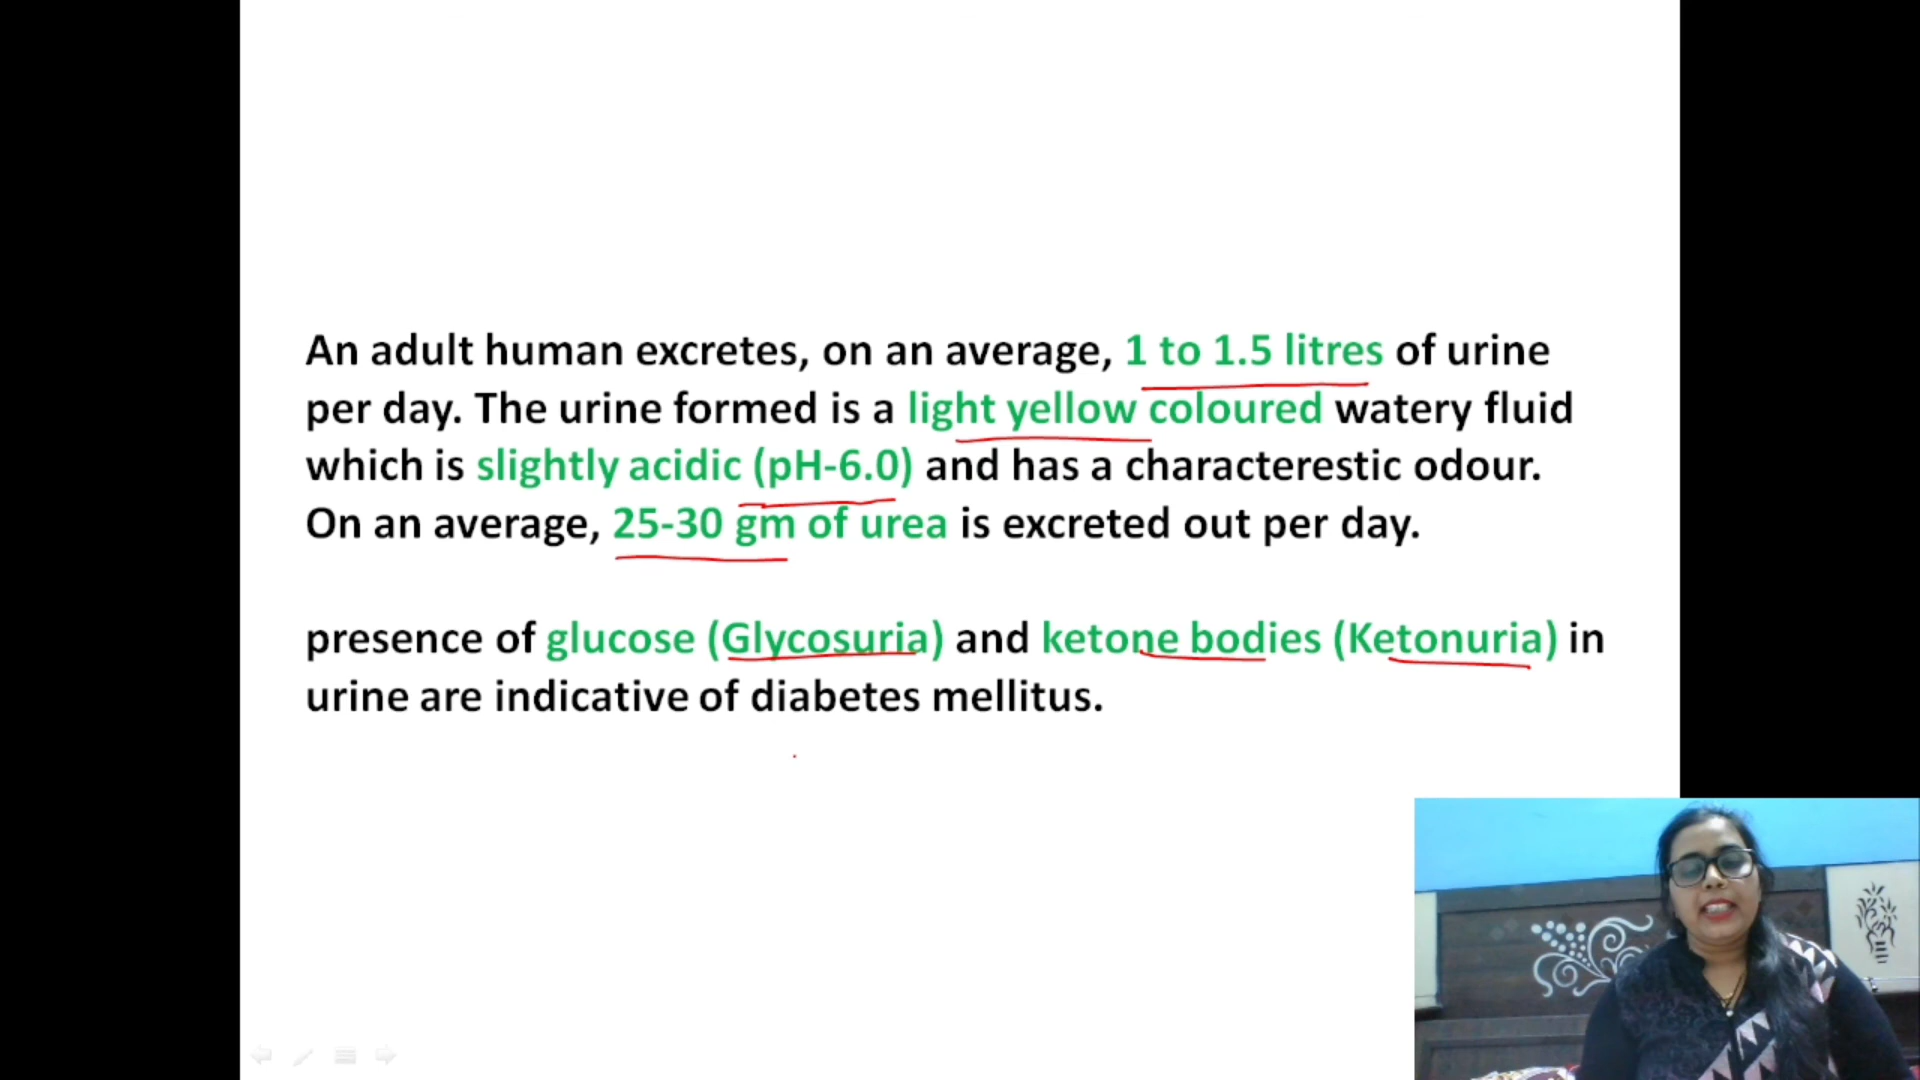 An adult human excretes, on an average, 1 to 1.5 litres of urine
per day. The urine formed is a light yellow coloured watery fluid
which is slightly acidic (pH-6.0) and has a characterestic odour.
On an average, 25-30 gm of urea is excreted out per day.
presence of glucose (Glycosuria) and ketone bodies (Ketonuria) in
urine are indicative of diabetes mellitus.